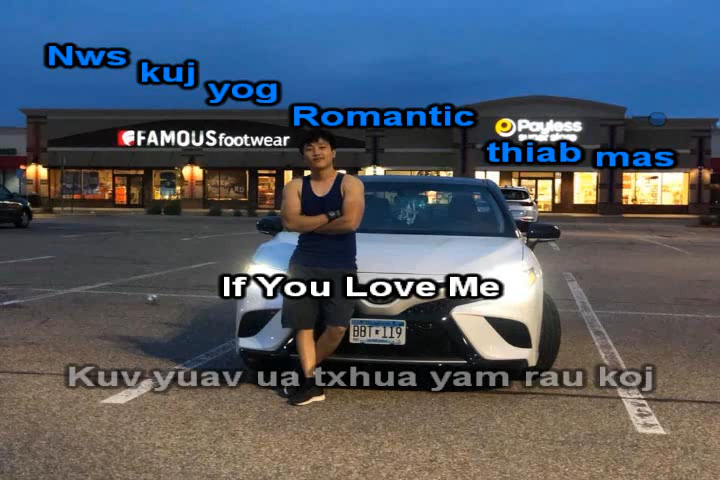 Nws kuj yog Romantic thiab mas
FAMOUS footwear
Payless
If You Love Me
BBT 119
Kuv yuav ua txhua yam rau koj